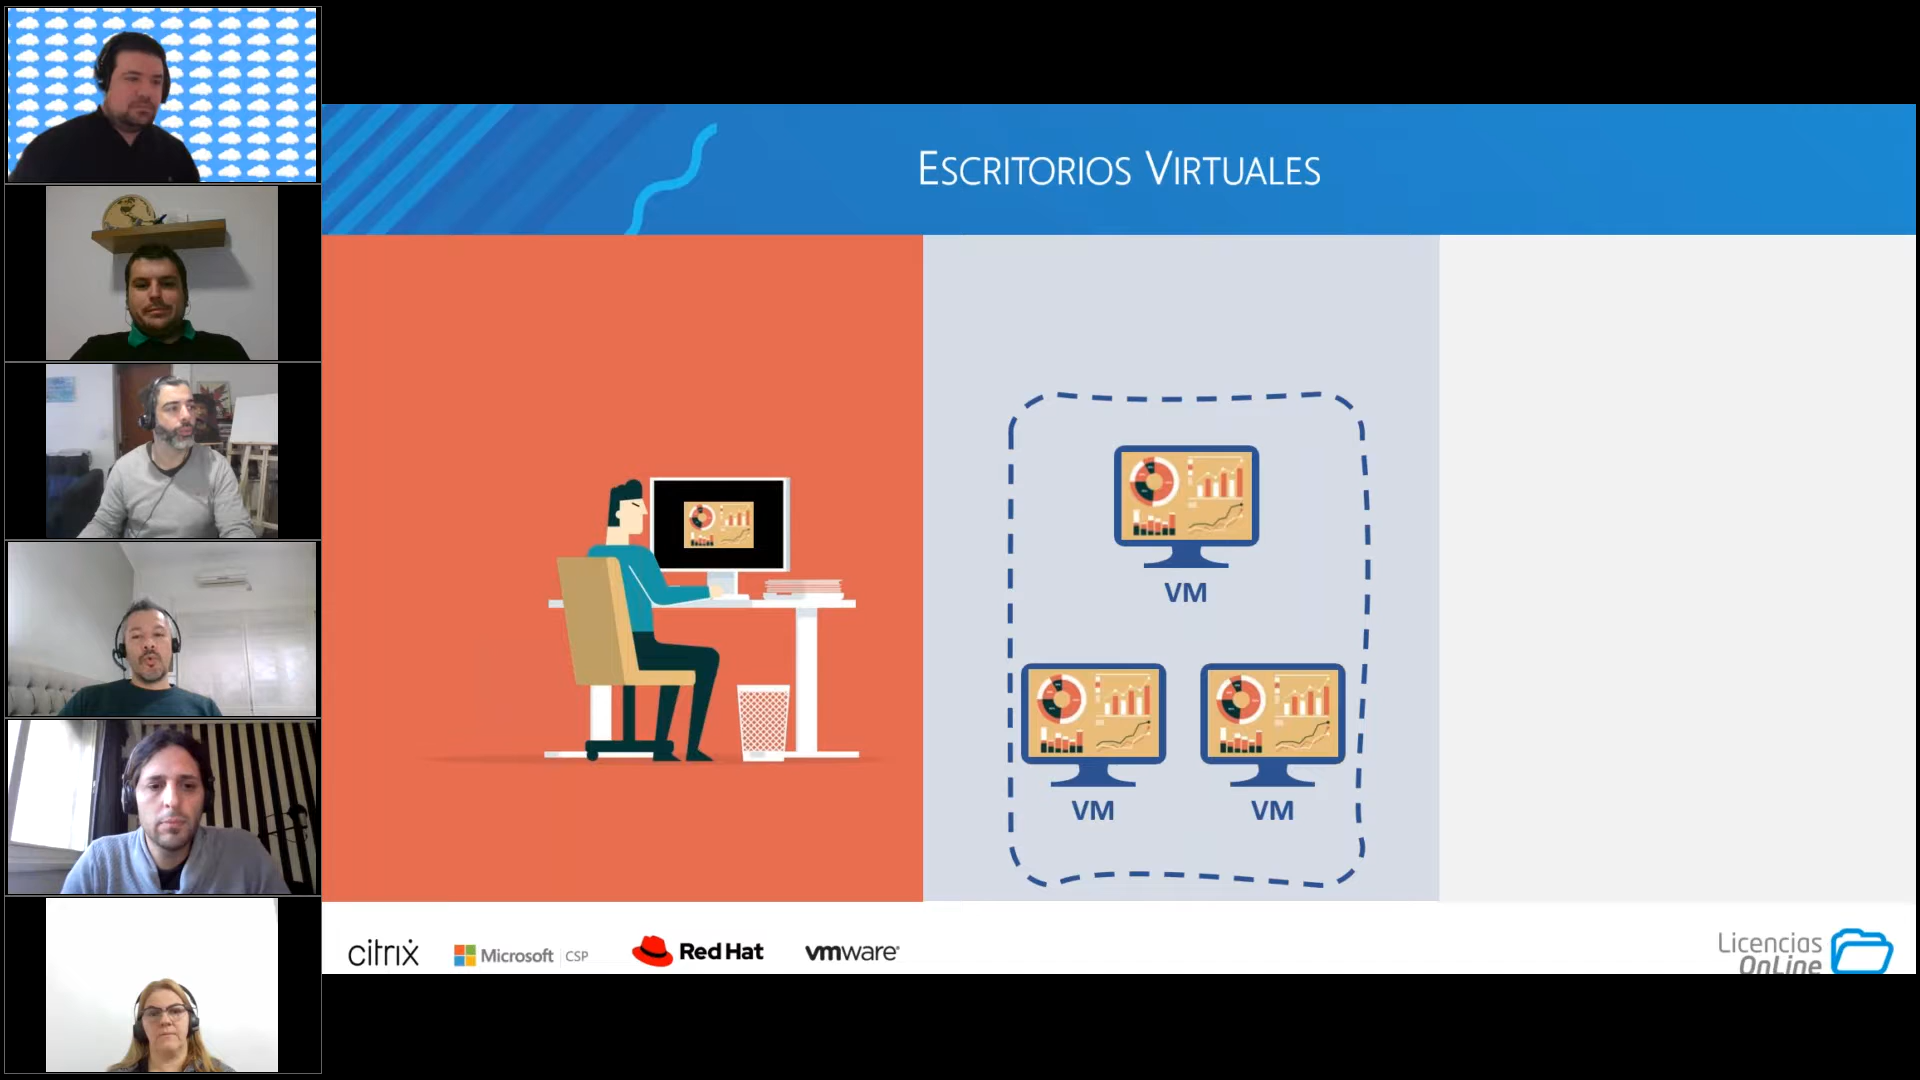 ESCRITORIOS VIRTUALES
VM
VM VM
citrix Microsoft | CSP Red Hat vmware®
Licencias
OnLine